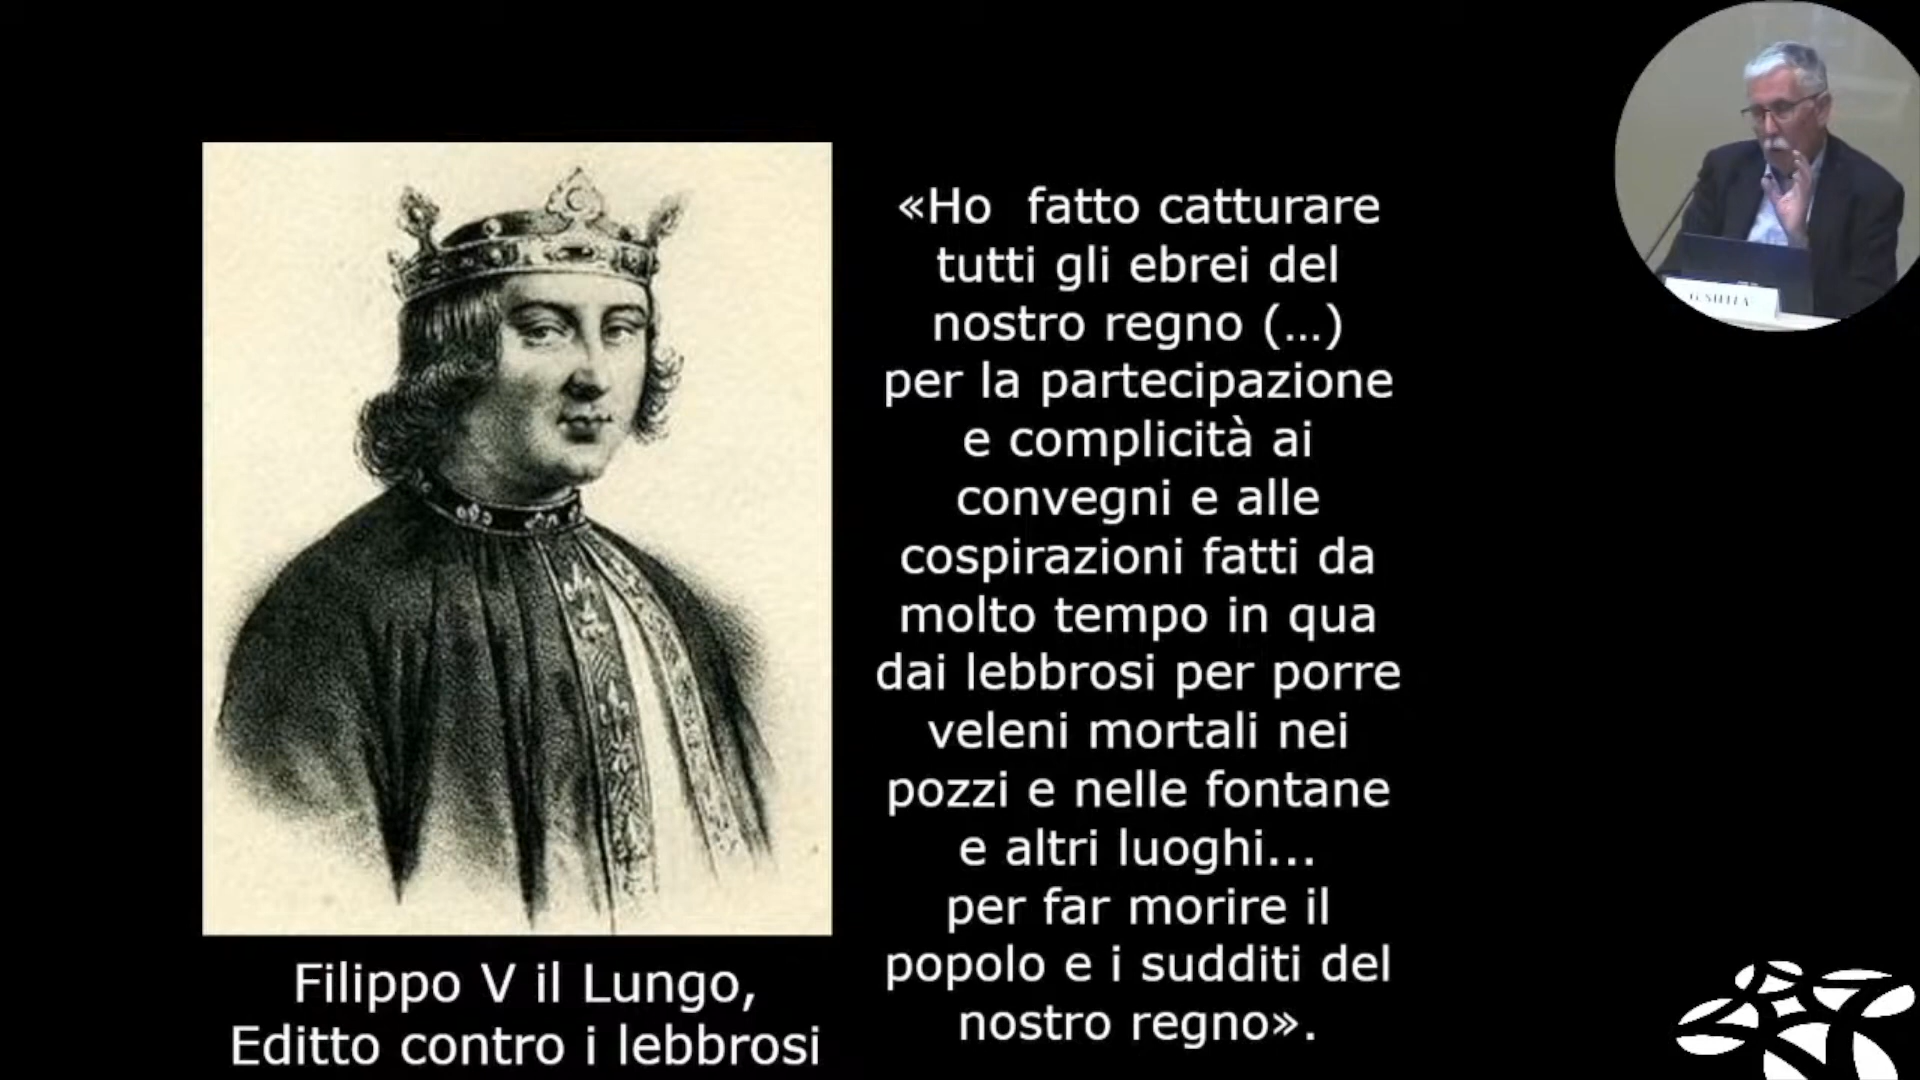 «Ho fatto catturare
tutti gli ebrei del
nostro regno (...)
per la partecipazione
e complicità ai
convegni e alle
cospirazioni fatti da
molto tempo in qua
dai lebbrosi per porre
veleni mortali nei
pozzi e nelle fontane
e altri luoghi...
per far morire il
popolo e i sudditi del
nostro regno».
Filippo V il Lungo,
Editto contro i lebbrosi